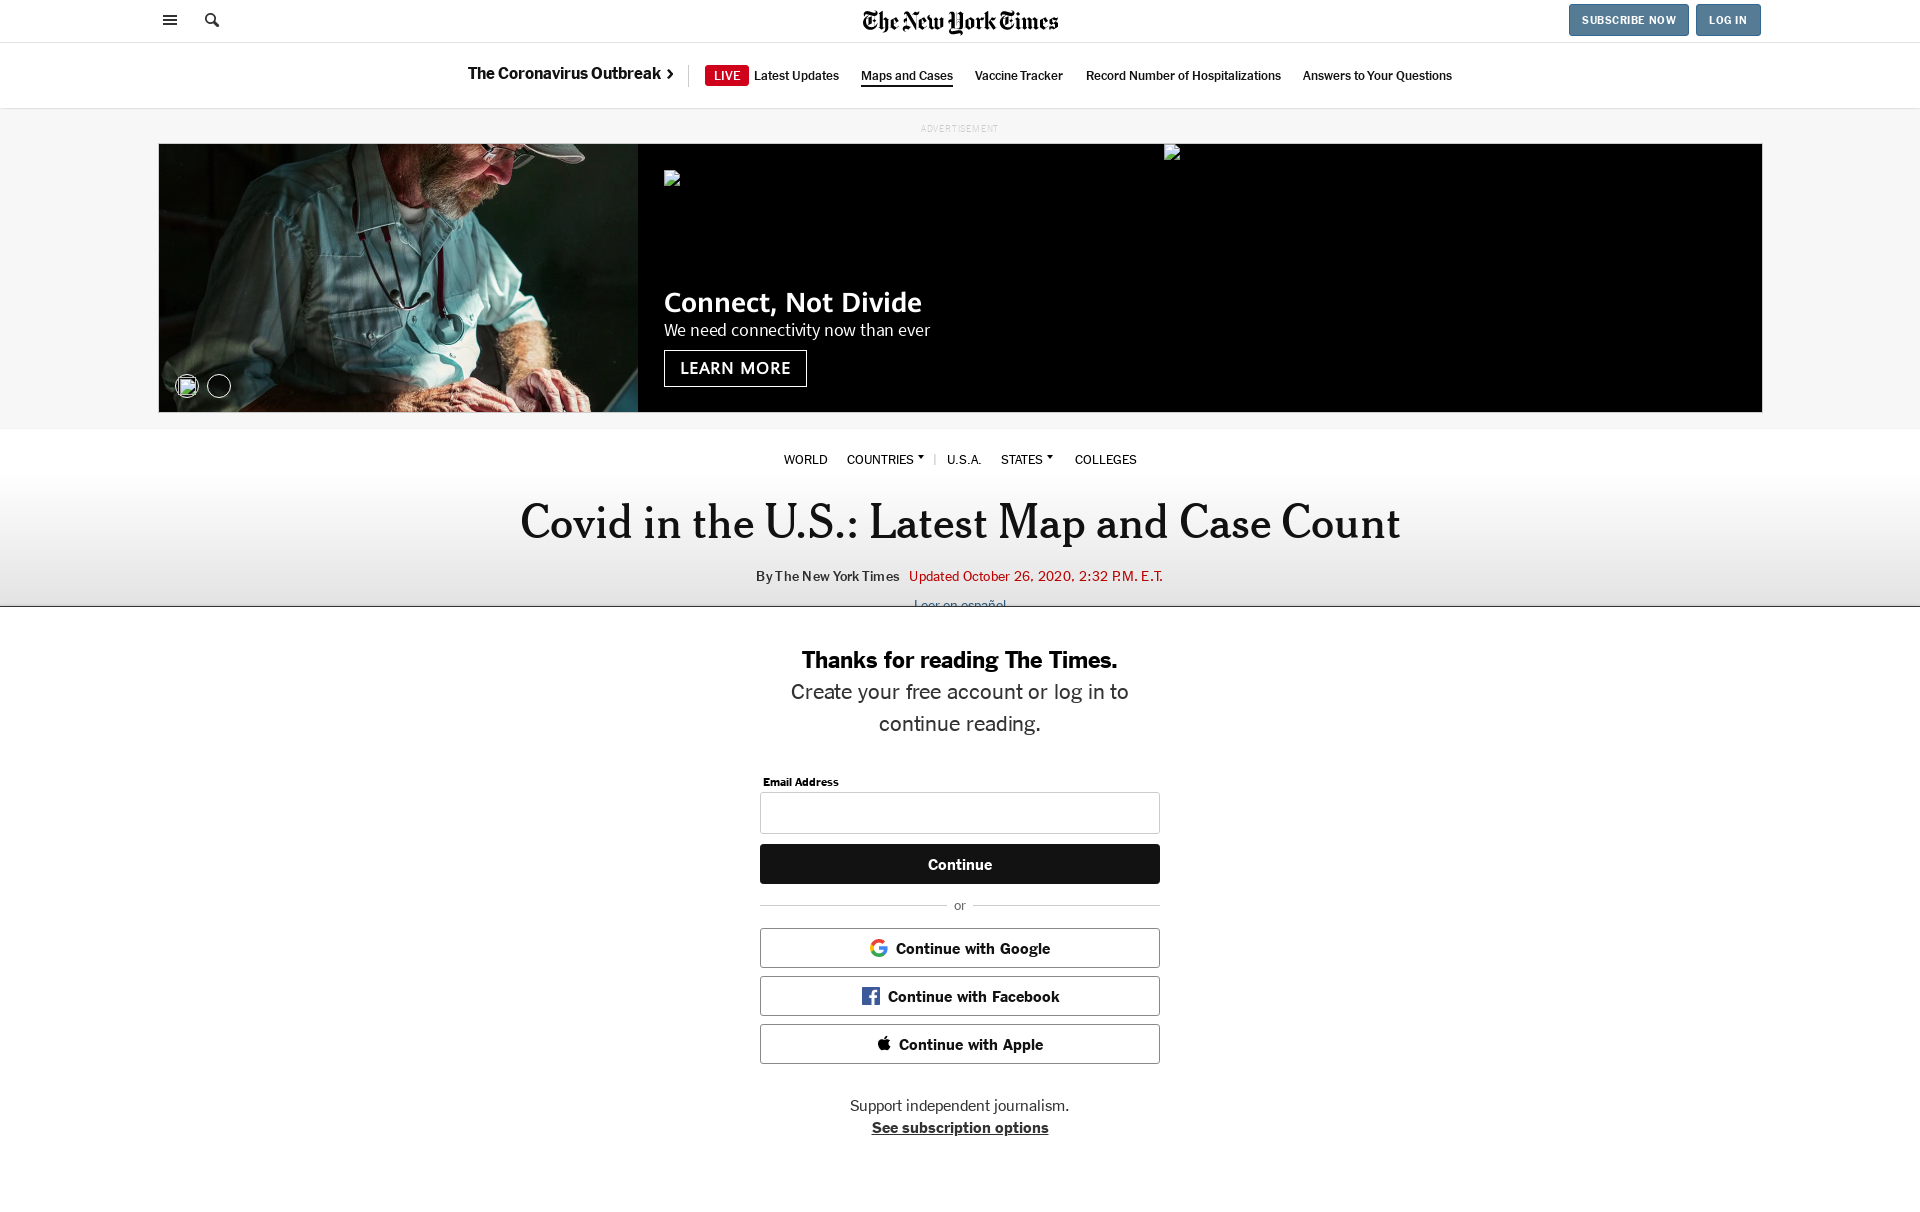 The New York Times
SUBSCRIBE NOW
LOG IN
The Coronavirus Outbreak
LIVE Latest Updates
Maps and Cases
Vaccine Tracker
Record Number of Hospitalizations
Answers to Your Questions
ADVERTISEMENT
Connect, Not Divide
We need connectivity now than ever
LEARN MORE
WORLD
COUNTRIES
U.S.A.
STATES
COLLEGES
Covid in the U.S.: Latest Map and Case Count
By The New York Times Updated October 26, 2020, 2:32 P.M. E.T.
Leer en español
Thanks for reading The Times.
Create your free account or log in to
continue reading.
Email Address
Continue
or
Continue with Google
Continue with Facebook
Continue with Apple
Support independent journalism.
See subscription options